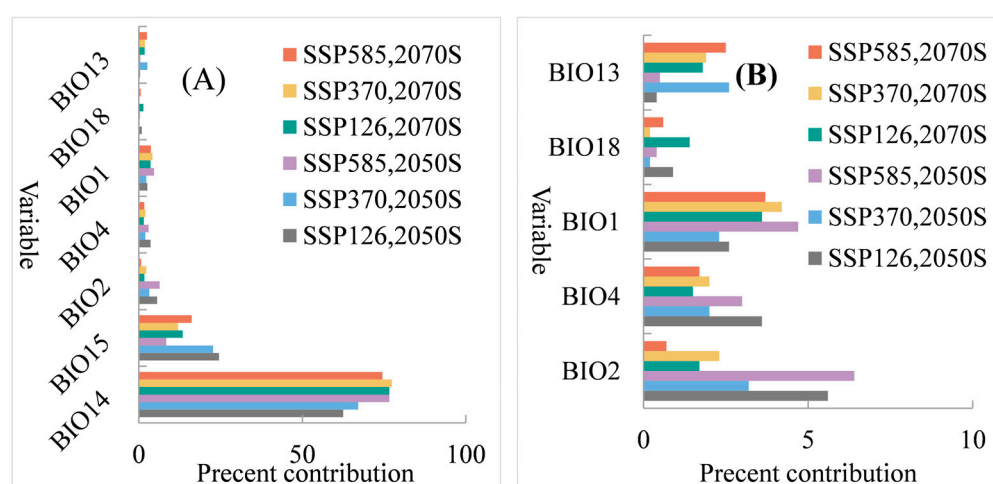 (A)
SSP585,2070S
SSP370,2070S
SSP126,2070S
SSP585,2050S
SSP370,2050S
SSP126,2050S
Variable
BIO13
BIO18
BIO1
BIO4
BIO2
BIO15
BIO14
0
50
100
Precent contribution
(B)
SSP585,2070S
SSP370,2070S
SSP126,2070S
SSP585,2050S
SSP370,2050S
SSP126,2050S
Variable
BIO13
BIO18
BIO1
BIO4
BIO2
0
5
10
Precent contribution